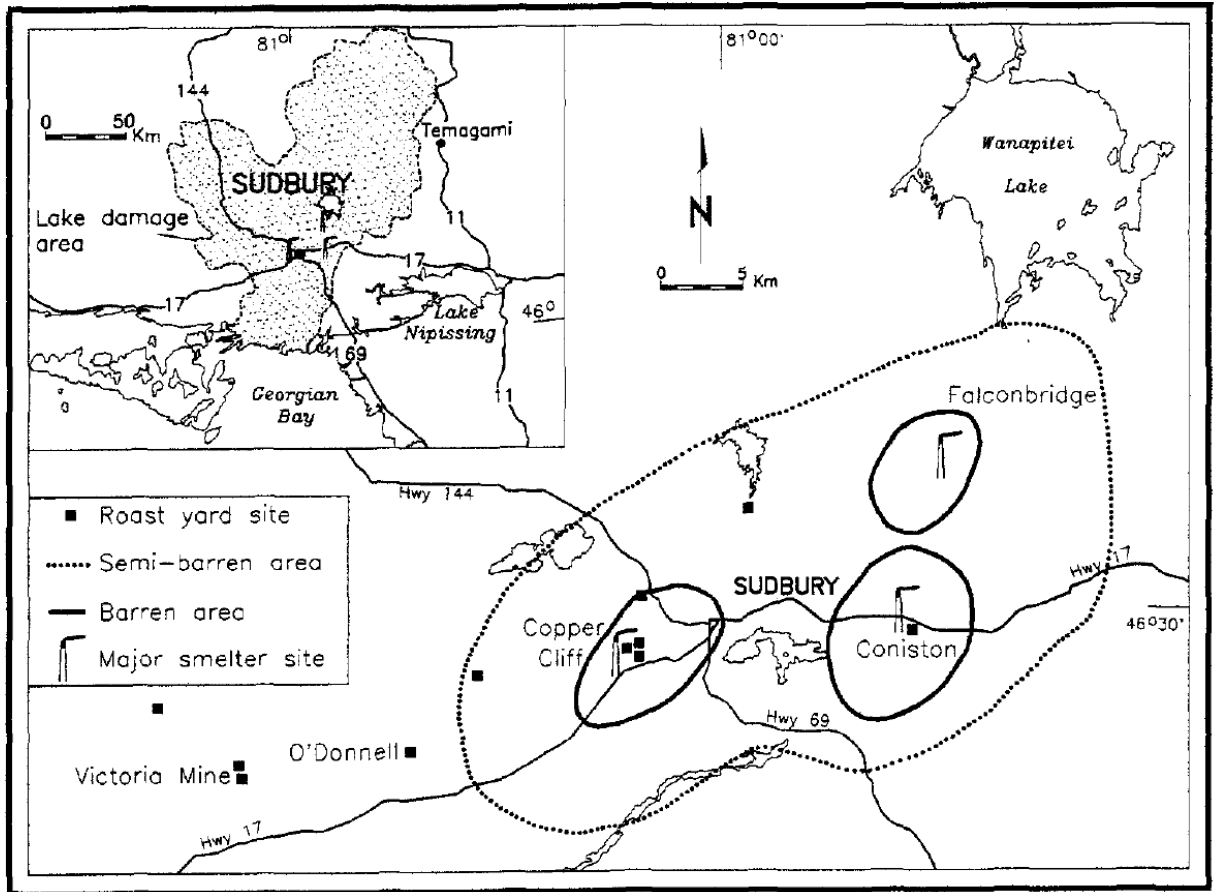 81°
144
0 50 Km
Temagami
SUDBURY
Lake damage
area
11
17
17
Lake
Nipissing
46°
69
Georgian
Bay
11
81°00'
N
0 5 Km
Wanapitei
Lake
Falconbridge
Hwy 144
Roast yard site
Semi-barren area
Barren area
Major smelter site
SUDBURY
Hwy 17
46°30'
Copper
Cliff
Coniston
Hwy 69
O'Donnell
Victoria Mine
Hwy 17